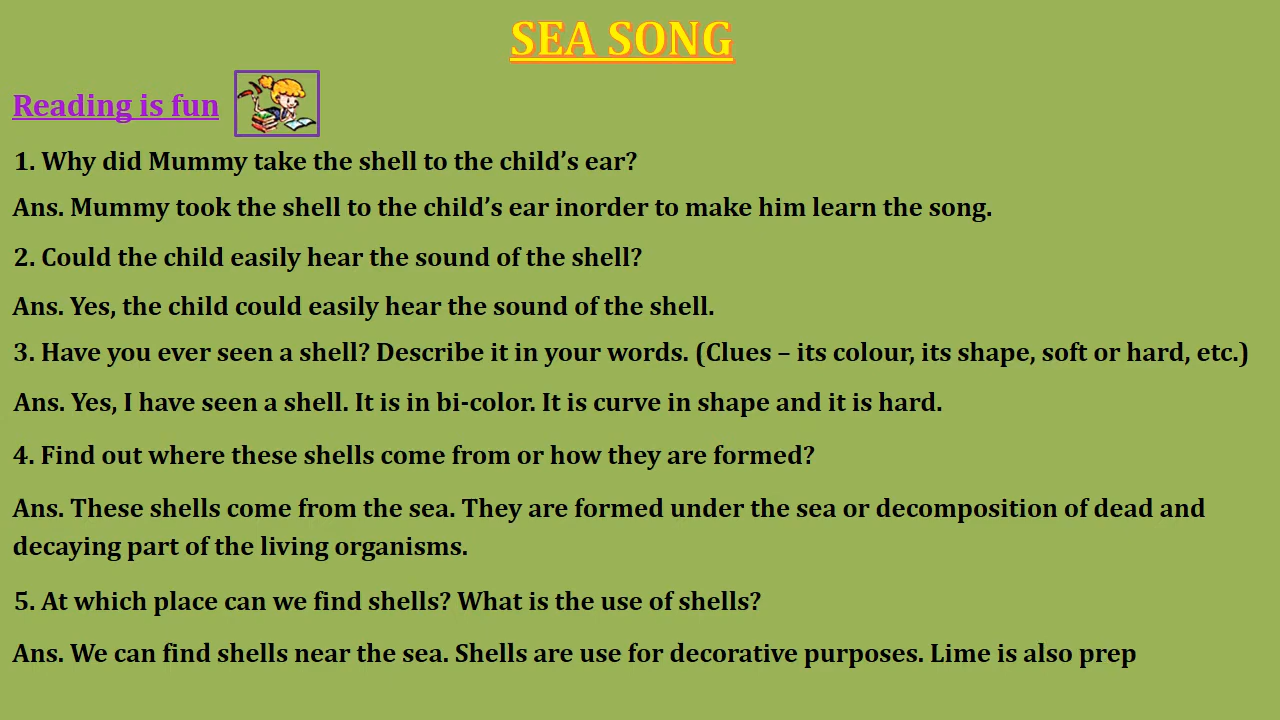 SEA SONG
Reading is fun
1. Why did Mummy take the shell to the child’s ear?
Ans. Mummy took the shell to the child’s ear inorder to make him learn the song.
2. Could the child easily hear the sound of the shell?
Ans. Yes, the child could easily hear the sound of the shell.
3. Have you ever seen a shell? Describe it in your words. (Clues – its colour, its shape, soft or hard, etc.)
Ans. Yes, I have seen a shell. It is in bi-color. It is curve in shape and it is hard.
4. Find out where these shells come from or how they are formed?
Ans. These shells come from the sea. They are formed under the sea or decomposition of dead and
decaying part of the living organisms.
5. At which place can we find shells? What is the use of shells?
Ans. We can find shells near the sea. Shells are use for decorative purposes. Lime is also prep